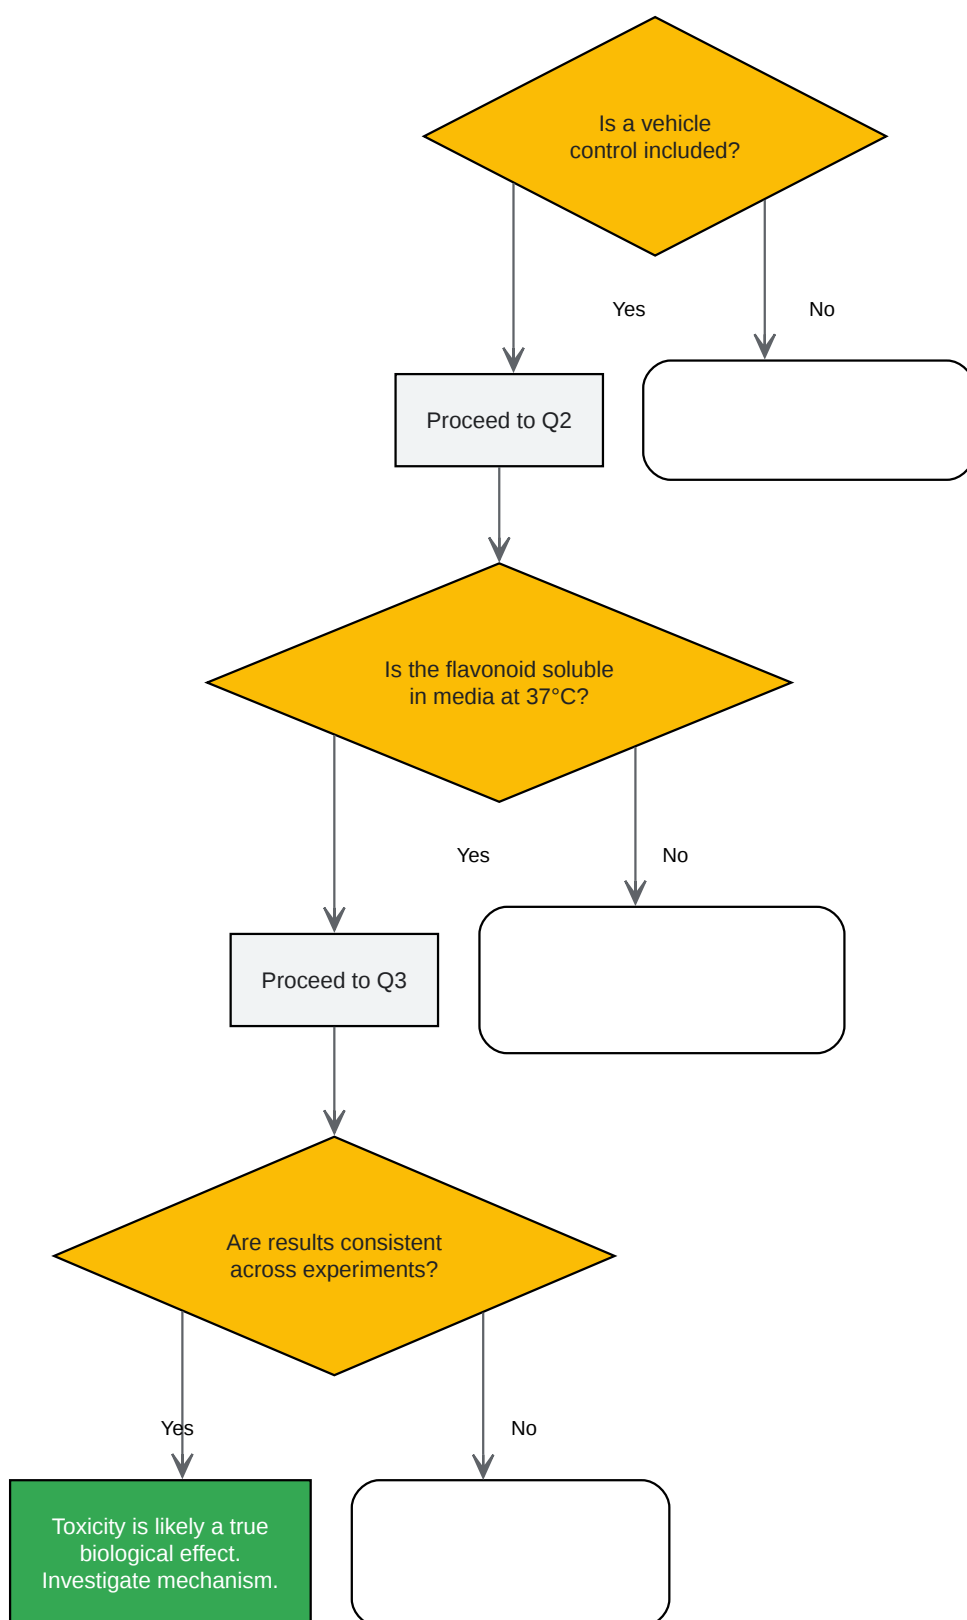 Is a vehicle
control included?
Yes
No
Proceed to Q2
Is the flavonoid soluble
in media at 37°C?
Yes
No
Proceed to Q3
Are results consistent
across experiments?
Yes
No
Toxicity is likely a true
biological effect.
Investigate mechanism.